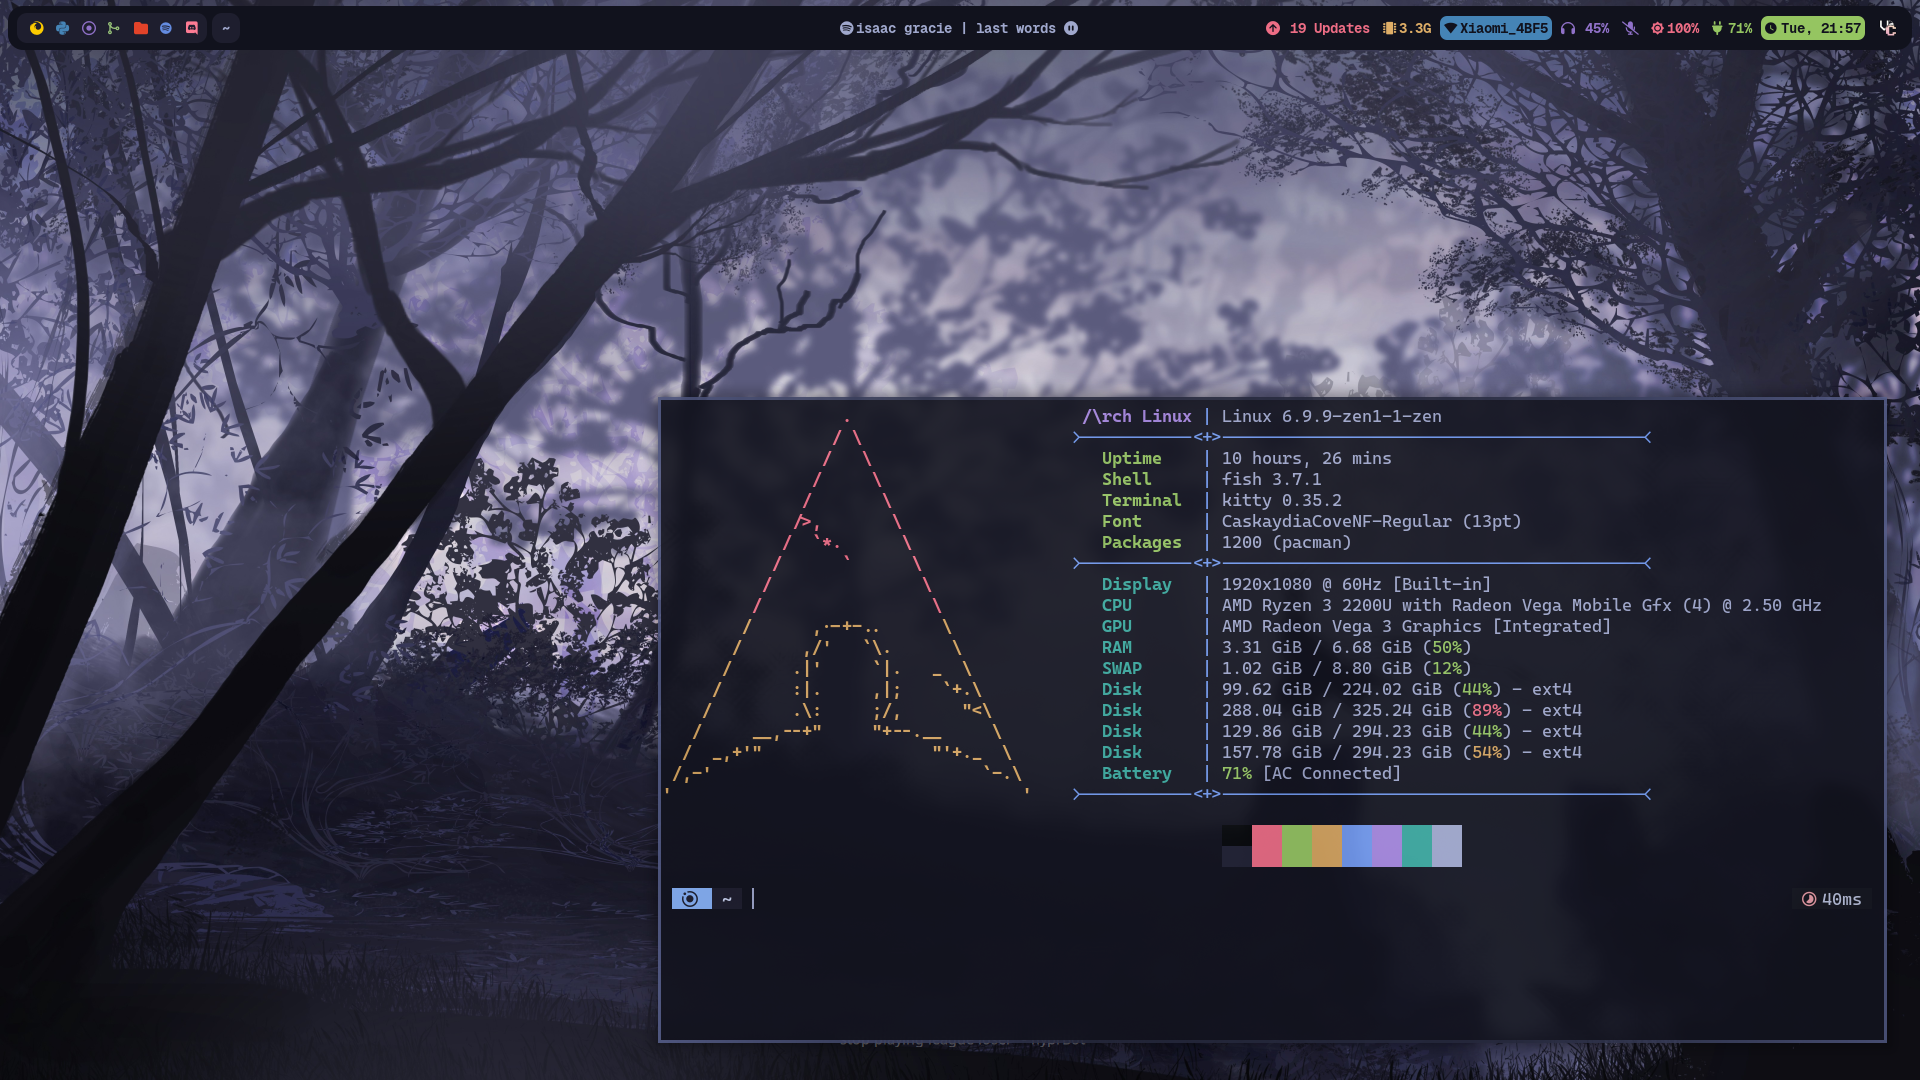 ~
isaac gracie | last words
19 Updates 3.3G Xiaomi_4BF5 45% 100% 71% Tue, 21:57
/\rch Linux | Linux 6.9.9-zen1-1-zen
Uptime | 10 hours, 26 mins
Shell | fish 3.7.1
Terminal | kitty 0.35.2
Font | CaskaydiaCoveNF-Regular (13pt)
Packages | 1200 (pacman)
Display | 1920x1080 @ 60Hz [Built-in]
CPU | AMD Ryzen 3 2200U with Radeon Vega Mobile Gfx (4) @ 2.50 GHz
GPU | AMD Radeon Vega 3 Graphics [Integrated]
RAM | 3.31 GiB / 6.68 GiB (50%)
SWAP | 1.02 GiB / 8.80 GiB (12%)
Disk | 99.62 GiB / 224.02 GiB (44%) - ext4
Disk | 288.04 GiB / 325.24 GiB (89%) - ext4
Disk | 129.86 GiB / 294.23 GiB (44%) - ext4
Disk | 157.78 GiB / 294.23 GiB (54%) - ext4
Battery | 71% [AC Connected]
~
40ms